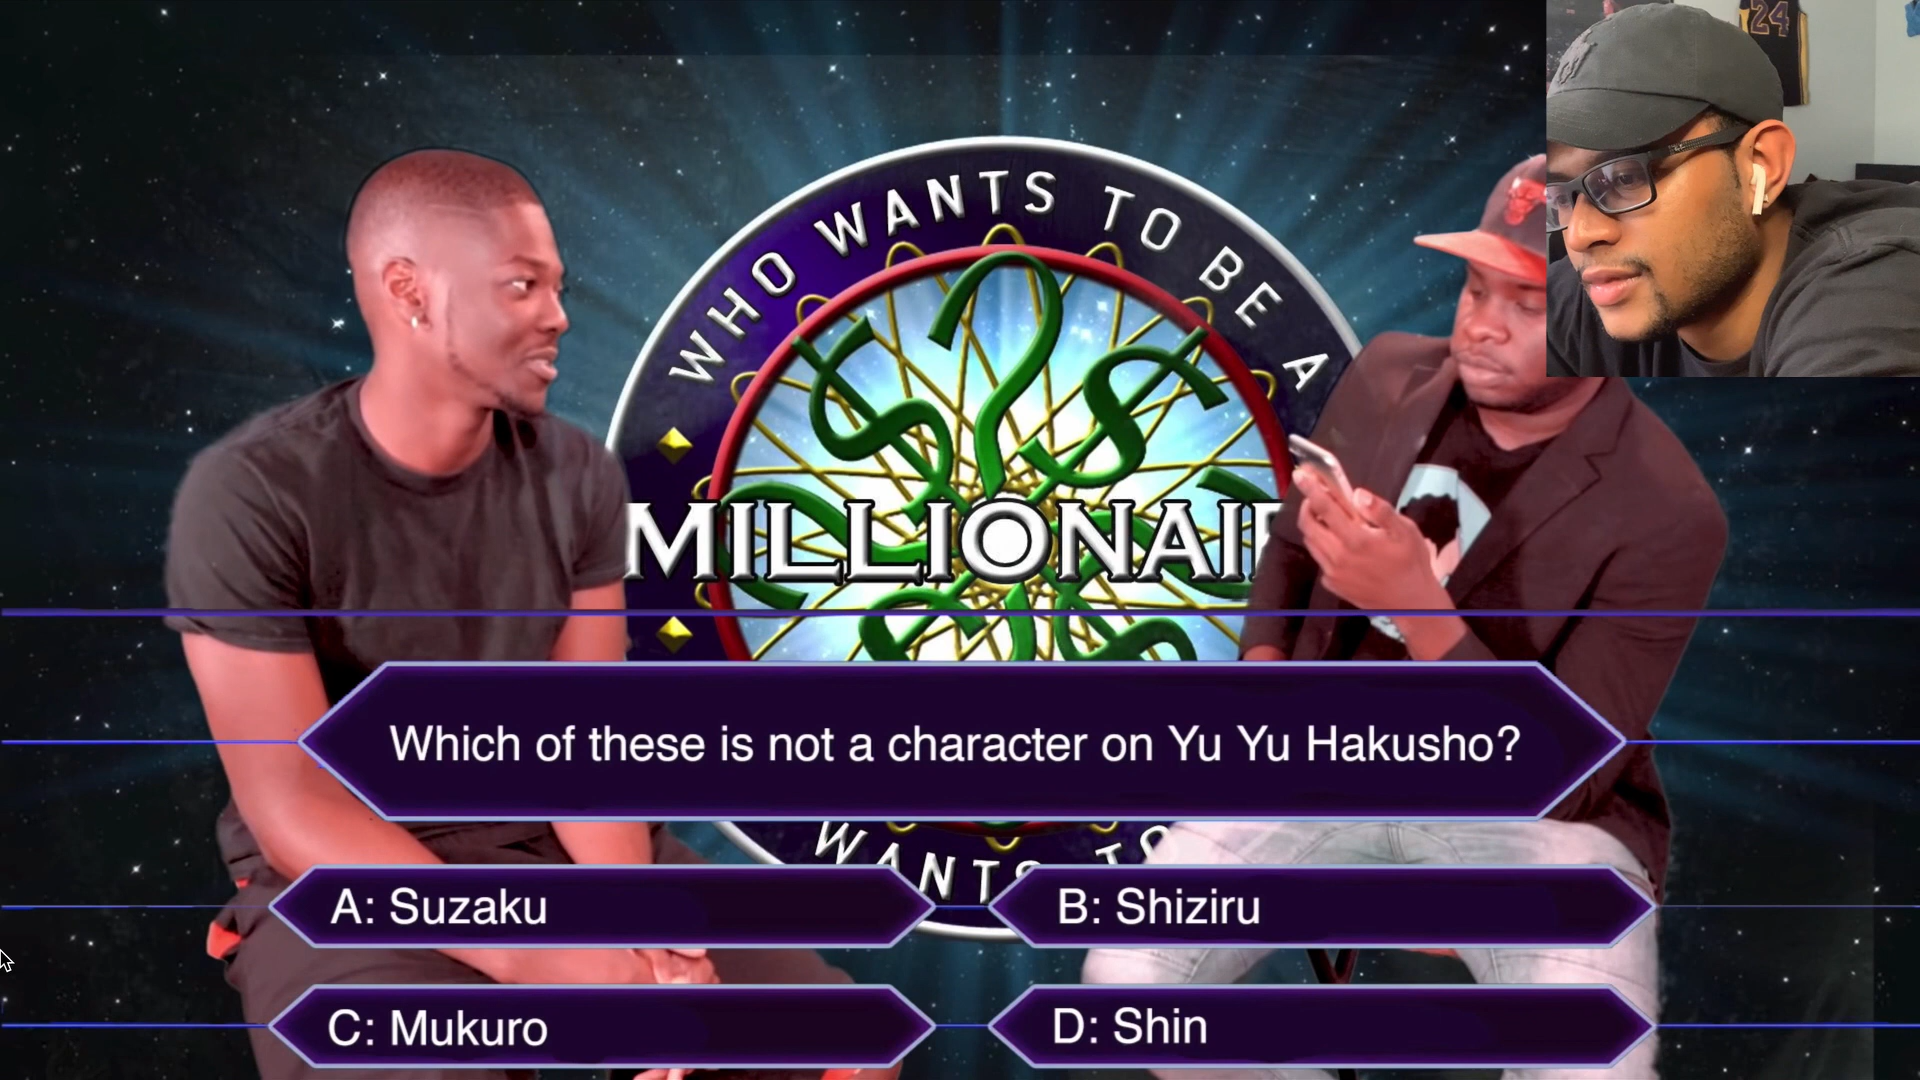 24
WHO WANTS TO BE A
MILLIONAI
Which of these is not a character on Yu Yu Hakusho?
WANTS TO
A: Suzaku
B: Shiziru
C: Mukuro
D: Shin